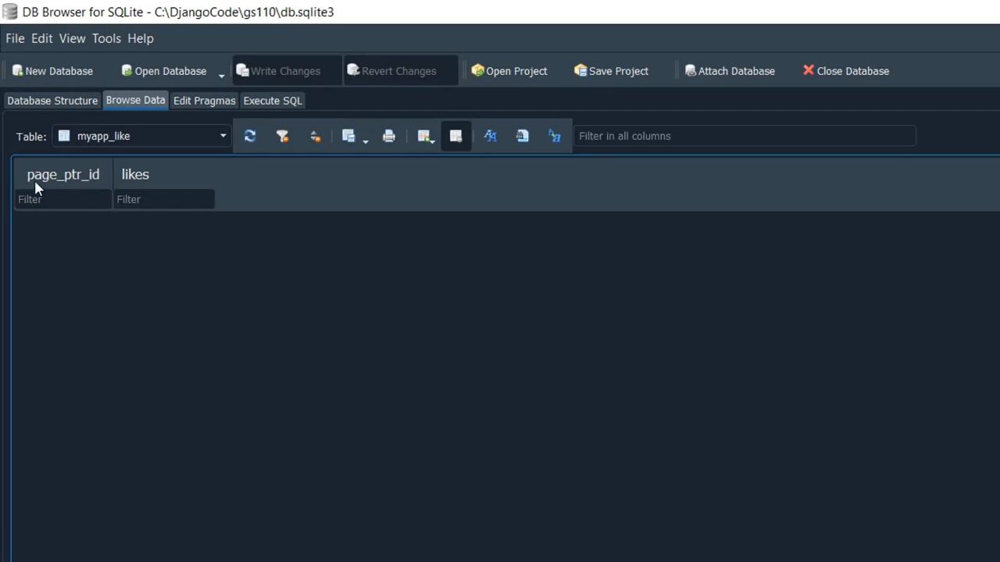 DB Browser for SQLite - C:\DjangoCode\gs110\db.sqlite3
File Edit View Tools Help
New Database Open Database Write Changes Revert Changes Open Project Save Project Attach Database Close Database
Database Structure Browse Data Edit Pragmas Execute SQL
Table: myapp_like Filter in all columns
page_ptr_id likes
Filter Filter